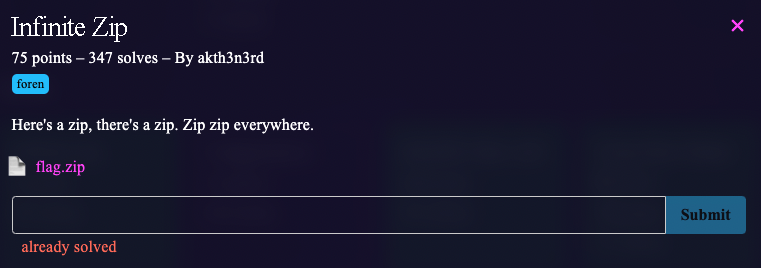 Infinite Zip
75 points – 347 solves – By akth3n3rd
foren
Here's a zip, there's a zip. Zip zip everywhere.
flag.zip
Submit
already solved